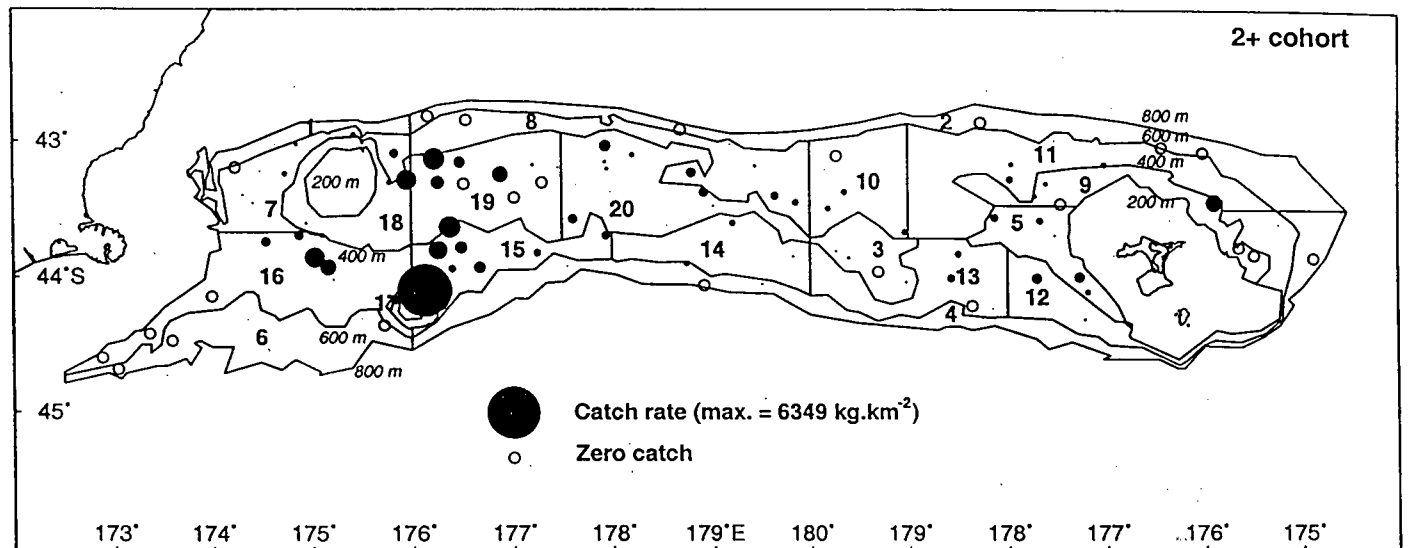 2+ cohort
800 m
1
8
2
43˚
600 m
11
400 m
200 m
10
9
200 m
7
18
19
20
5
400 m
15
14
3
44˚S
16
13
17
12
4
6
600 m
800 m
45˚
Catch rate (max. = 6349 kg.km-2)
Zero catch
173˚ 174˚ 175˚ 176˚ 177˚ 178˚ 179˚E 180˚ 179˚ 178˚ 177˚ 176˚ 175˚